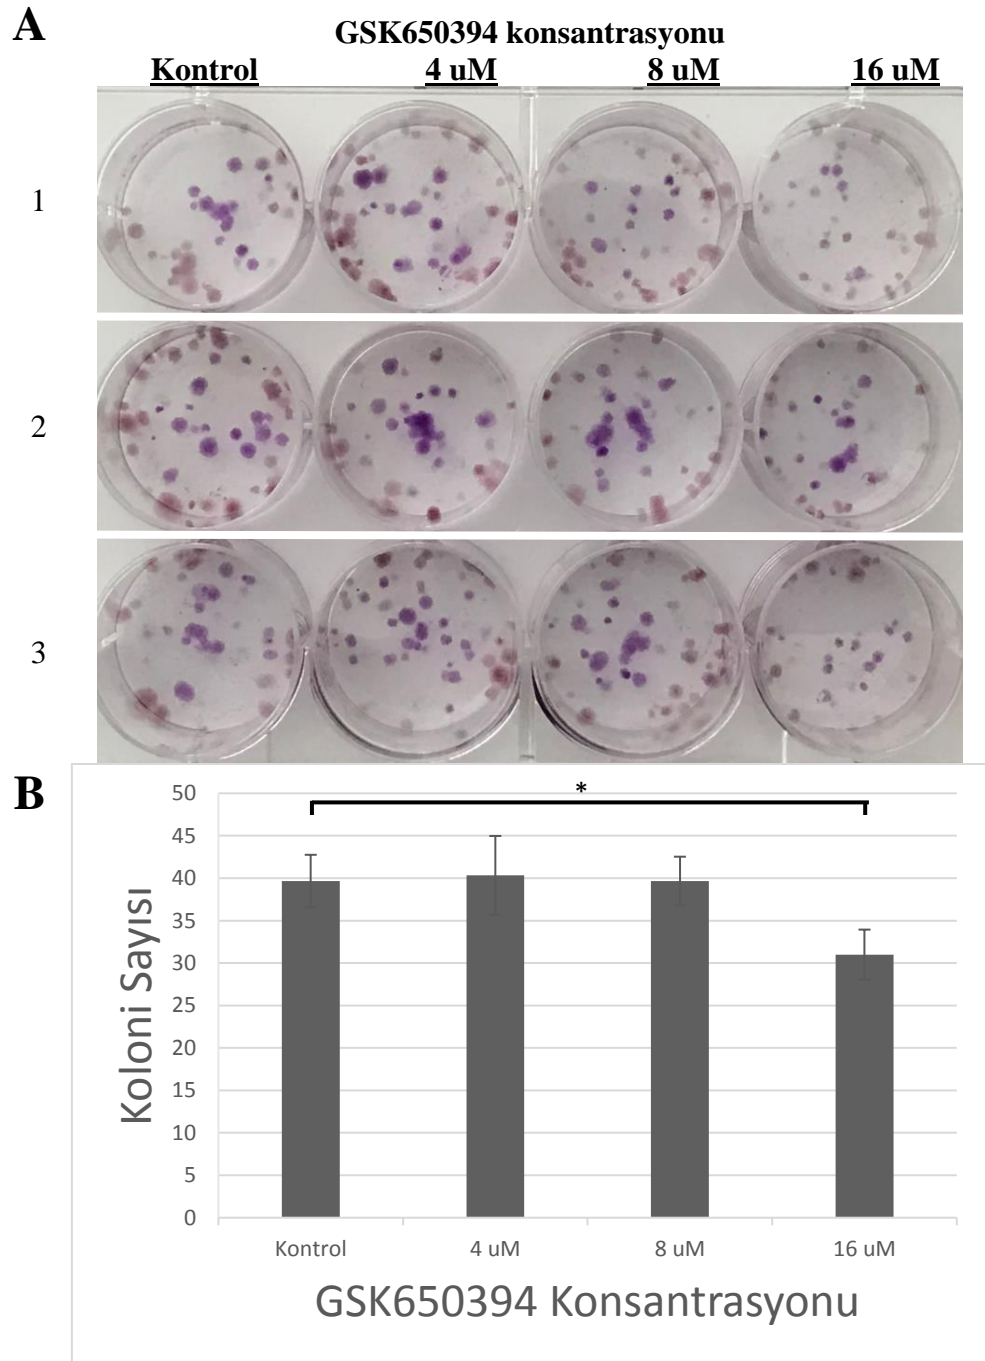 A
GSK650394 konsantrasyonu
Kontrol 4 uM 8 uM 16 uM
1
2
3
B
*
50
45
40
35
30
25
20
15
10
5
0
Koloni Sayısı
Kontrol 4 uM 8 uM 16 uM
GSK650394 Konsantrasyonu